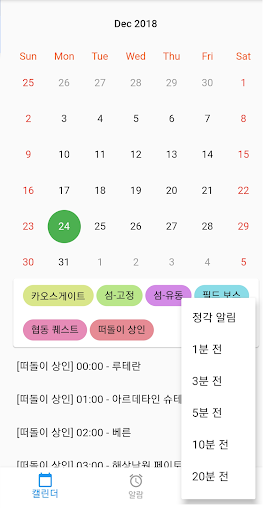 Dec 2018
Sun Mon Tue Wed Thu Fri Sat
25 26 27 28 29 30 1
2 3 4 5 6 7 8
9 10 11 12 13 14 15
16 17 18 19 20 21 22
23 24 25 26 27 28 29
30 31 1 2 3 4 5
카오스게이트 섬-고정 섬-유동 필드 보스
협동 퀘스트 떠돌이 상인
정각 알림
1분 전
3분 전
5분 전
10분 전
20분 전
[떠돌이 상인] 00:00 - 루테란
[떠돌이 상인] 01:00 - 아르데타인 슈테
[떠돌이 상인] 02:00 - 베른
[떠돌이 상인] 03:00 - 해상낙원 페이토
캘린더 알람